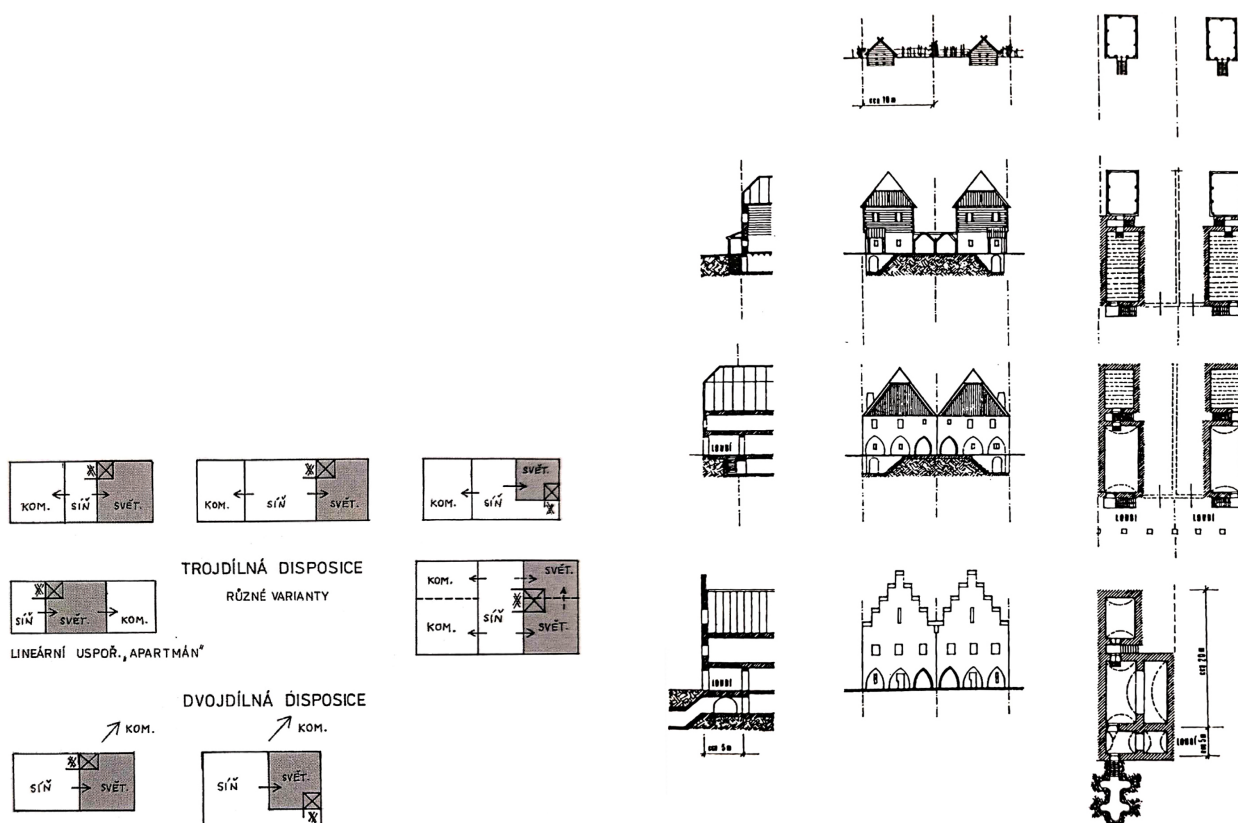 KOM.
SÍŇ
SVĚT.
KOM.
SÍŇ
SVĚT.
KOM.
SÍŇ
SVĚT.
TROJDÍLNÁ DISPOSICE
RŮZNÉ VARIANTY
SÍŇ
SVĚT.
KOM.
LINEÁRNÍ USPOŘ. „APARTMÁN"
KOM.
SVĚT.
KOM.
SÍŇ
SVĚT.
DVOJDÍLNÁ DISPOSICE
KOM.
SÍŇ
SVĚT.
KOM.
SÍŇ
SVĚT.
cca 10 m
LOUBÍ
LOUBÍ
LOUBÍ
LOUBÍ
cca 5 m
cca 20 m
LOUBÍ
cca 5 m